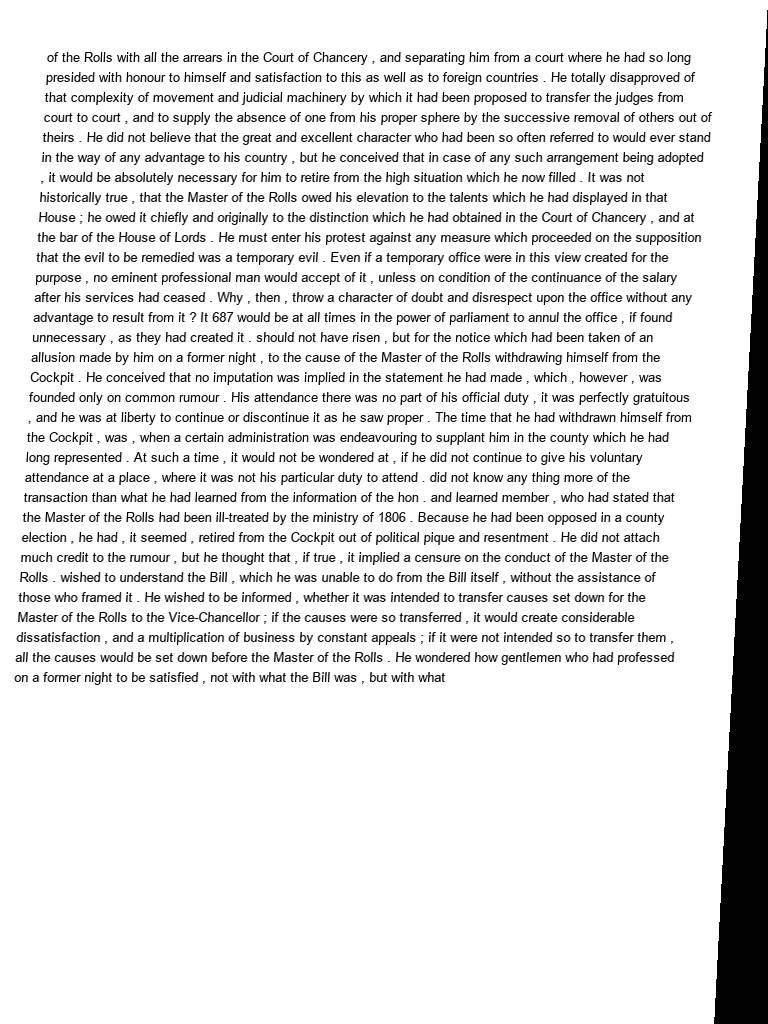 of the Rolls with all the arrears in the Court of Chancery , and separating him from a court where he had so long
presided with honour to himself and satisfaction to this as well as to foreign countries . He totally disapproved of
that complexity of movement and judicial machinery by which it had been proposed to transfer the judges from
court to court , and to supply the absence of one from his proper sphere by the successive removal of others out of
theirs . He did not believe that the great and excellent character who had been so often referred to would ever stand
in the way of any advantage to his country , but he conceived that in case of any such arrangement being adopted
, it would be absolutely necessary for him to retire from the high situation which he now filled . It was not
historically true , that the Master of the Rolls owed his elevation to the talents which he had displayed in that
House ; he owed it chiefly and originally to the distinction which he had obtained in the Court of Chancery , and at
the bar of the House of Lords . He must enter his protest against any measure which proceeded on the supposition
that the evil to be remedied was a temporary evil . Even if a temporary office were in this view created for the
purpose , no eminent professional man would accept of it , unless on condition of the continuance of the salary
after his services had ceased . Why , then , throw a character of doubt and disrespect upon the office without any
advantage to result from it ? It 687 would be at all times in the power of parliament to annul the office , if found
unnecessary , as they had created it . should not have risen , but for the notice which had been taken of an
allusion made by him on a former night , to the cause of the Master of the Rolls withdrawing himself from the
Cockpit . He conceived that no imputation was implied in the statement he had made , which , however , was
founded only on common rumour . His attendance there was no part of his official duty , it was perfectly gratuitous
, and he was at liberty to continue or discontinue it as he saw proper . The time that he had withdrawn himself from
the Cockpit , was , when a certain administration was endeavouring to supplant him in the county which he had
long represented . At such a time , it would not be wondered at , if he did not continue to give his voluntary
attendance at a place , where it was not his particular duty to attend . did not know any thing more of the
transaction than what he had learned from the information of the hon . and learned member , who had stated that
the Master of the Rolls had been ill-treated by the ministry of 1806 . Because he had been opposed in a county
election , he had , it seemed , retired from the Cockpit out of political pique and resentment . He did not attach
much credit to the rumour , but he thought that , if true , it implied a censure on the conduct of the Master of the
Rolls . wished to understand the Bill , which he was unable to do from the Bill itself , without the assistance of
those who framed it . He wished to be informed , whether it was intended to transfer causes set down for the
Master of the Rolls to the Vice-Chancellor ; if the causes were so transferred , it would create considerable
dissatisfaction , and a multiplication of business by constant appeals ; if it were not intended so to transfer them ,
all the causes would be set down before the Master of the Rolls . He wondered how gentlemen who had professed
on a former night to be satisfied , not with what the Bill was , but with what